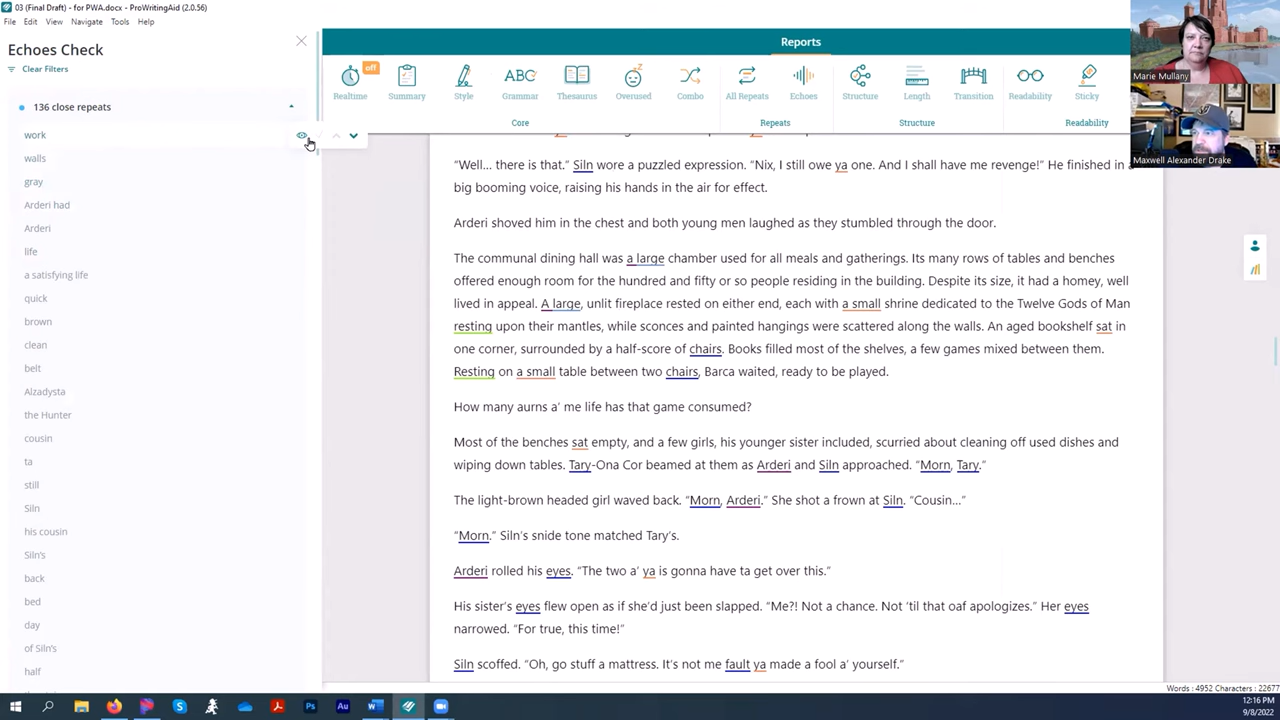 03 (Final Draft) - for PWA.docx - ProWritingAid (2.0.56)
File Edit View Navigate Tools Help
Echoes Check
Clear Filters
136 close repeats
work
walls
gray
Arderi had
Arderi
life
a satisfying life
quick
brown
clean
belt
Alzadysta
the Hunter
cousin
ta
still
Siln
his cousin
Siln's
back
bed
day
of Siln's
half
Reports
off
Realtime Summary Style Grammar Thesaurus Overused Combo All Repeats Echoes Structure Length Transition Readability Sticky
Core Repeats Structure Readability
Marie Mullany
Maxwell Alexander Drake
“Well… there is that.” Siln wore a puzzled expression. “Nix, I still owe ya one. And I shall have me revenge!” He finished in a
big booming voice, raising his hands in the air for effect.
Arderi shoved him in the chest and both young men laughed as they stumbled through the door.
The communal dining hall was a large chamber used for all meals and gatherings. Its many rows of tables and benches
offered enough room for the hundred and fifty or so people residing in the building. Despite its size, it had a homey, well
lived in appeal. A large, unlit fireplace rested on either end, each with a small shrine dedicated to the Twelve Gods of Man
resting upon their mantles, while sconces and painted hangings were scattered along the walls. An aged bookshelf sat in
one corner, surrounded by a half-score of chairs. Books filled most of the shelves, a few games mixed between them.
Resting on a small table between two chairs, Barca waited, ready to be played.
How many aurns a’ me life has that game consumed?
Most of the benches sat empty, and a few girls, his younger sister included, scurried about cleaning off used dishes and
wiping down tables. Tary-Ona Cor beamed at them as Arderi and Siln approached. “Morn, Tary.”
The light-brown headed girl waved back. “Morn, Arderi.” She shot a frown at Siln. “Cousin…”
“Morn.” Siln’s snide tone matched Tary’s.
Arderi rolled his eyes. “The two a’ ya is gonna have ta get over this.”
His sister’s eyes flew open as if she’d just been slapped. “Me?! Not a chance. Not ’til that oaf apologizes.” Her eyes
narrowed. “For true, this time!”
Siln scoffed. “Oh, go stuff a mattress. It’s not me fault ya made a fool a’ yourself.”
Words : 4952 Characters : 22677
12:16 PM
9/8/2022